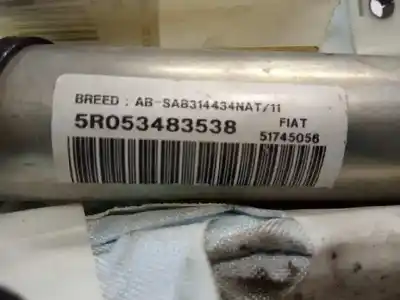 BREED : AB-SAB314434NAT/11
5R053483538 FIAT
51745056